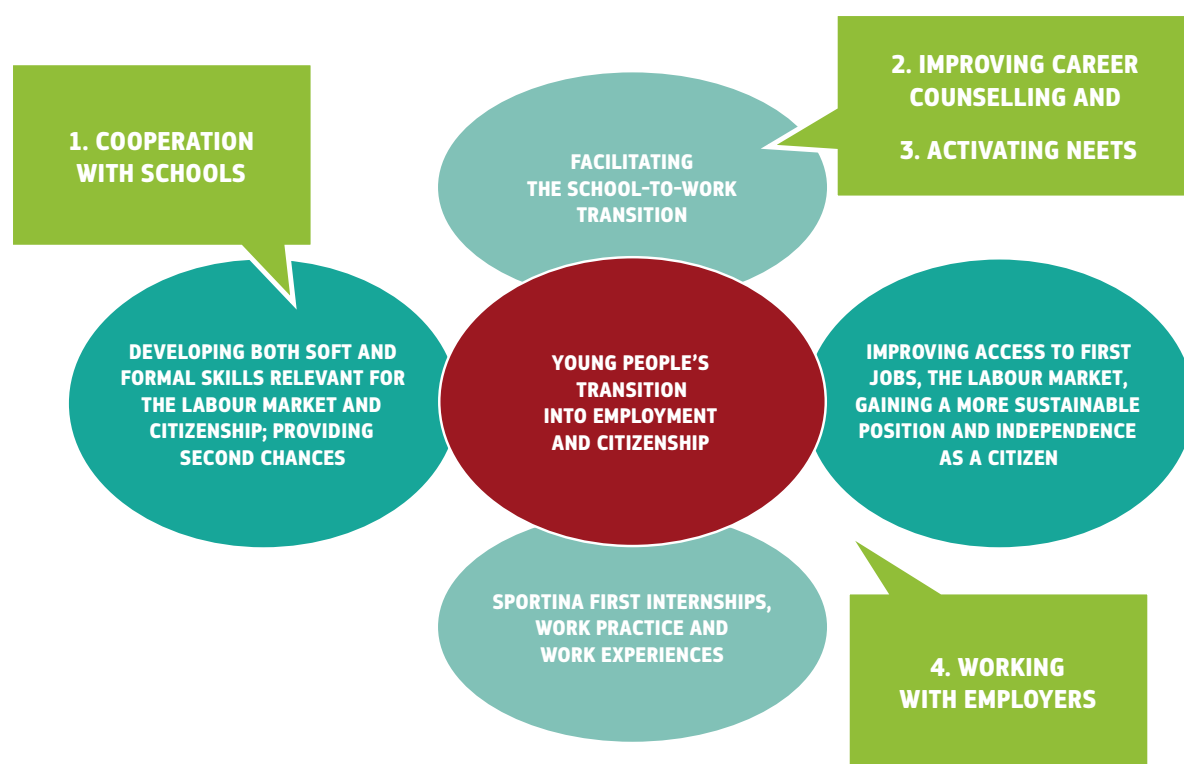 1. COOPERATION
WITH SCHOOLS
2. IMPROVING CAREER
COUNSELLING AND
3. ACTIVATING NEETS
FACILITATING
THE SCHOOL-TO-WORK
TRANSITION
DEVELOPING BOTH SOFT AND
FORMAL SKILLS RELEVANT FOR
THE LABOUR MARKET AND
CITIZENSHIP; PROVIDING
SECOND CHANCES
YOUNG PEOPLE'S
TRANSITION
INTO EMPLOYMENT
AND CITIZENSHIP
IMPROVING ACCESS TO FIRST
JOBS, THE LABOUR MARKET,
GAINING A MORE SUSTAINABLE
POSITION AND INDEPENDENCE
AS A CITIZEN
SPORTINA FIRST INTERNSHIPS,
WORK PRACTICE AND
WORK EXPERIENCES
4. WORKING
WITH EMPLOYERS